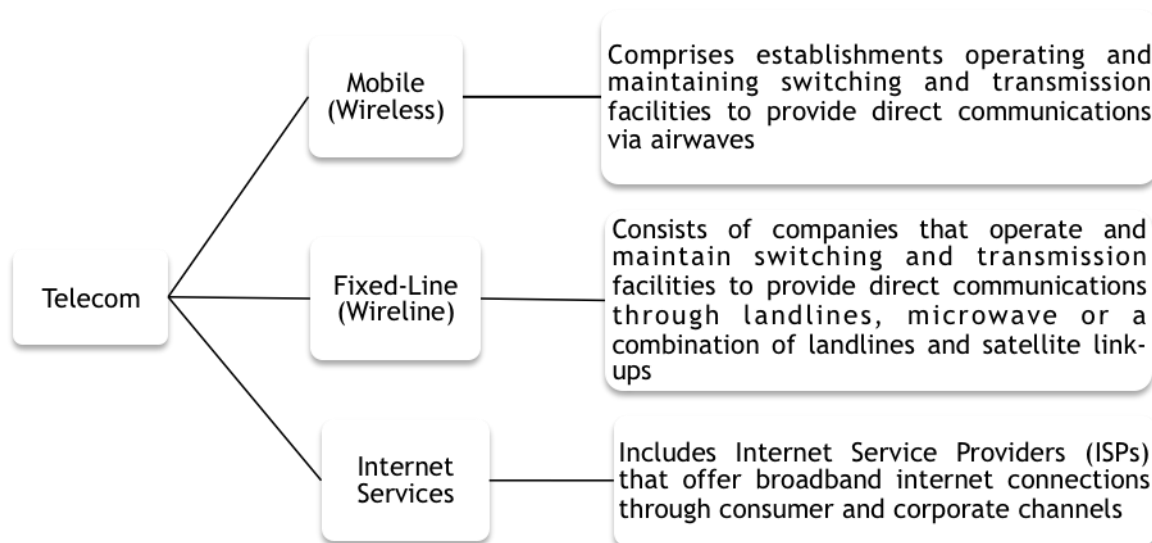 Telecom
Mobile
(Wireless)
Comprises establishments operating and
maintaining switching and transmission
facilities to provide direct communications
via airwaves
Fixed-Line
(Wireline)
Consists of companies that operate and
maintain switching and transmission
facilities to provide direct communications
through landlines, microwave or a
combination of landlines and satellite link-
ups
Internet
Services
Includes Internet Service Providers (ISPs)
that offer broadband internet connections
through consumer and corporate channels